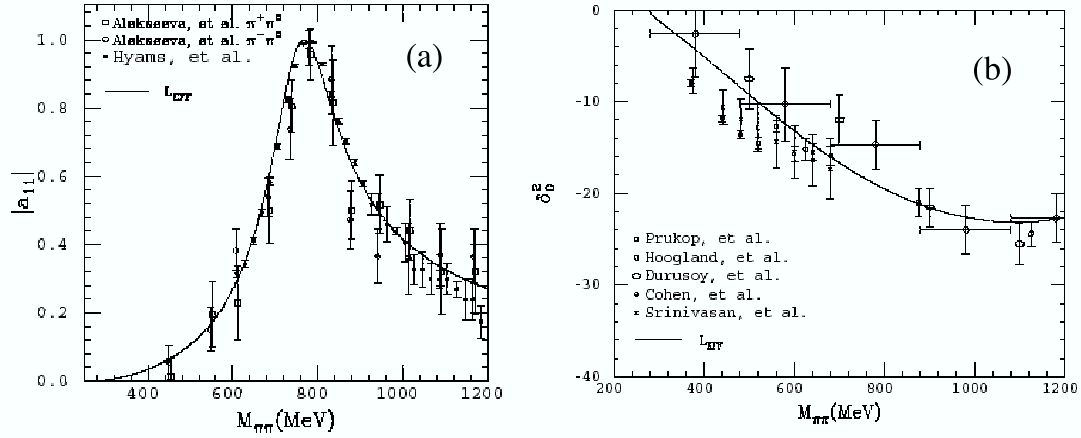 (a)
Alekseeva, et al. π⁺π⁰
Alekseeva, et al. π⁻π⁰
Hyams, et al.
L_EFF
|a₁₁|
1.0
0.8
0.6
0.4
0.2
0.0
400 600 800 1000 1200
M_ππ(MeV)
(b)
Prukop, et al.
Hoogland, et al.
Durusoy, et al.
Cohen, et al.
Srinivasan, et al.
L_EFF
0
-10
-20
-30
-40
200 400 600 800 1000 1200
M_ππ(MeV)